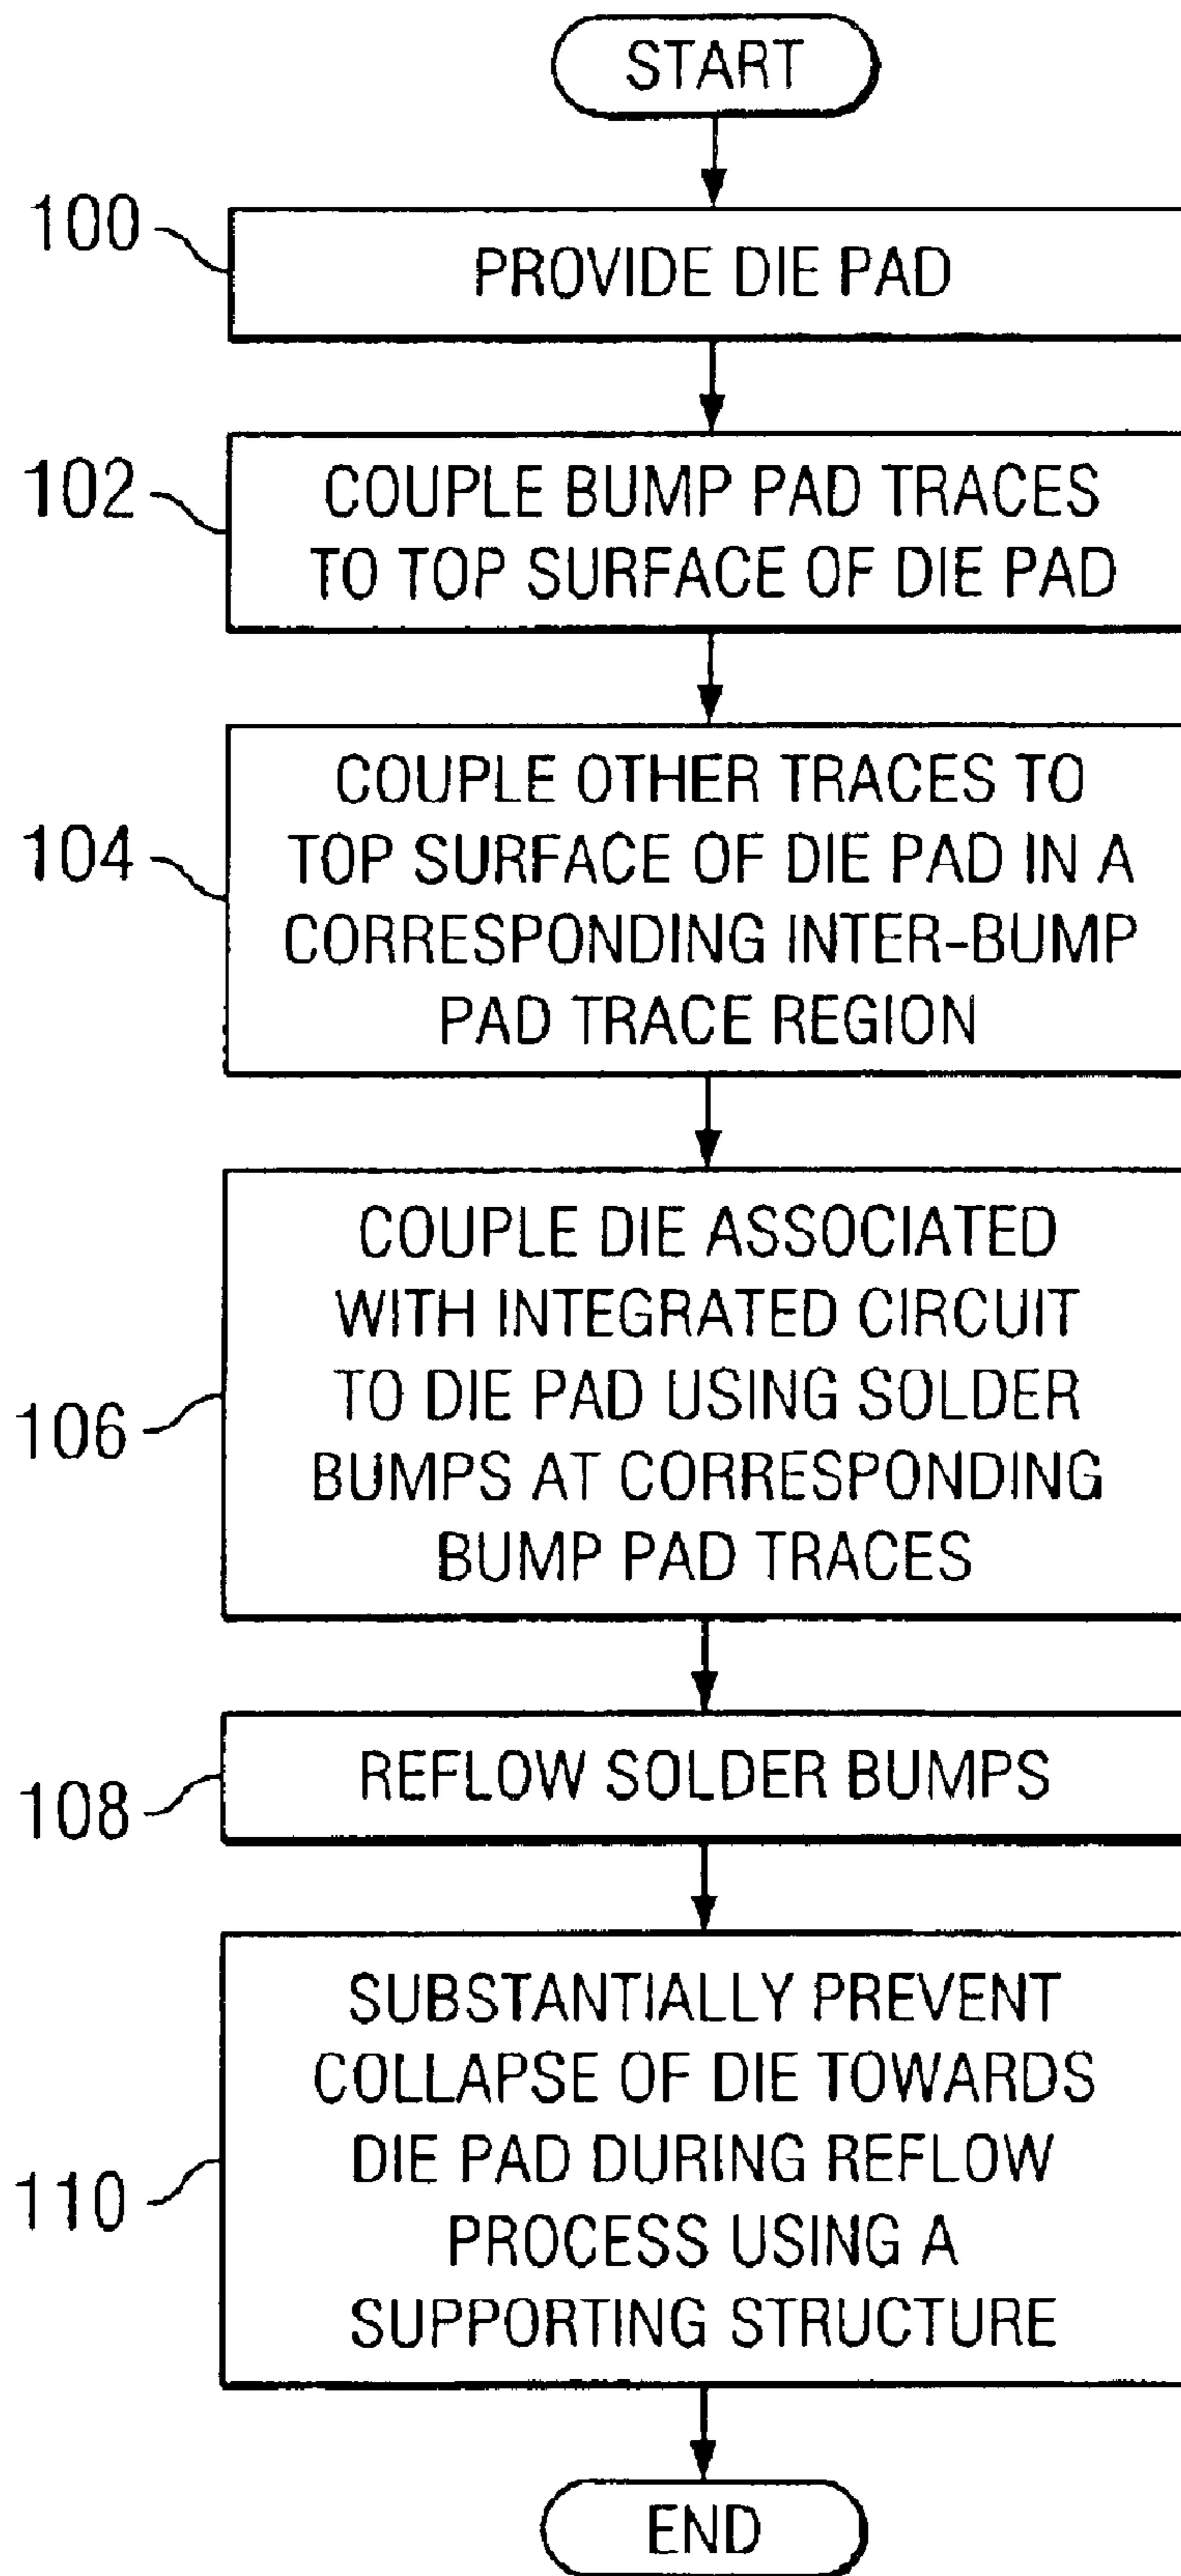 START
100
PROVIDE DIE PAD
102
COUPLE BUMP PAD TRACES
TO TOP SURFACE OF DIE PAD
104
COUPLE OTHER TRACES TO
TOP SURFACE OF DIE PAD IN A
CORRESPONDING INTER-BUMP
PAD TRACE REGION
106
COUPLE DIE ASSOCIATED
WITH INTEGRATED CIRCUIT
TO DIE PAD USING SOLDER
BUMPS AT CORRESPONDING
BUMP PAD TRACES
108
REFLOW SOLDER BUMPS
110
SUBSTANTIALLY PREVENT
COLLAPSE OF DIE TOWARDS
DIE PAD DURING REFLOW
PROCESS USING A
SUPPORTING STRUCTURE
END